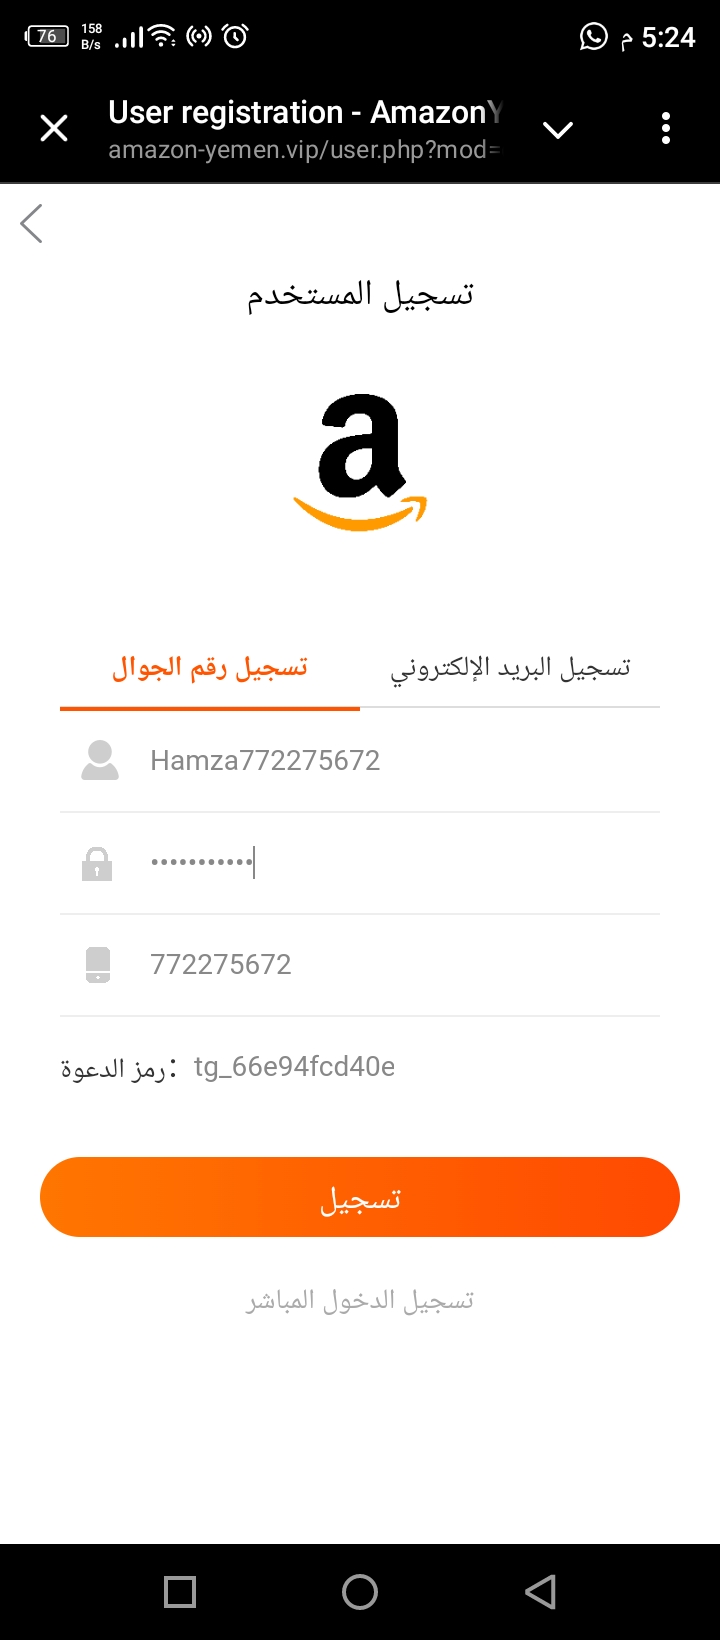 76 158 B/s م 5:24
User registration - AmazonY
amazon-yemen.vip/user.php?mod=
تسجيل المستخدم
a
تسجيل رقم الجوال تسجيل البريد الإلكتروني
Hamza772275672
•••••••••••
772275672
رمز الدعوة: tg_66e94fcd40e
تسجيل
تسجيل الدخول المباشر